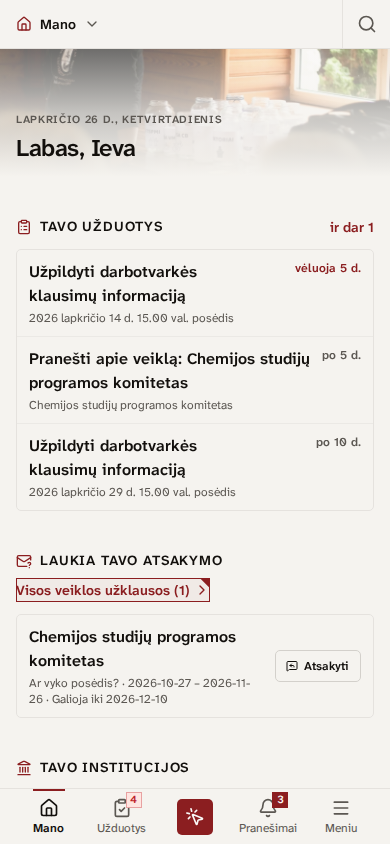 Mano
LAPKRIČIO 26 D., KETVIRTADIENIS
Labas, Ieva
TAVO UŽDUOTYS
ir dar 1
Užpildyti darbotvarkės
klausimų informaciją
vėluoja 5 d.
2026 lapkričio 14 d. 15.00 val. posėdis
Pranešti apie veiklą: Chemijos studijų
programos komitetas
po 5 d.
Chemijos studijų programos komitetas
Užpildyti darbotvarkės
klausimų informaciją
po 10 d.
2026 lapkričio 29 d. 15.00 val. posėdis
LAUKIA TAVO ATSAKYMO
Visos veiklos užklausos (1)
Chemijos studijų programos
komitetas
Ar vyko posėdis? · 2026-10-27 – 2026-11-
26 · Galioja iki 2026-12-10
Atsakyti
TAVO INSTITUCIJOS
Mano
4
Užduotys
3
Pranešimai
Meniu